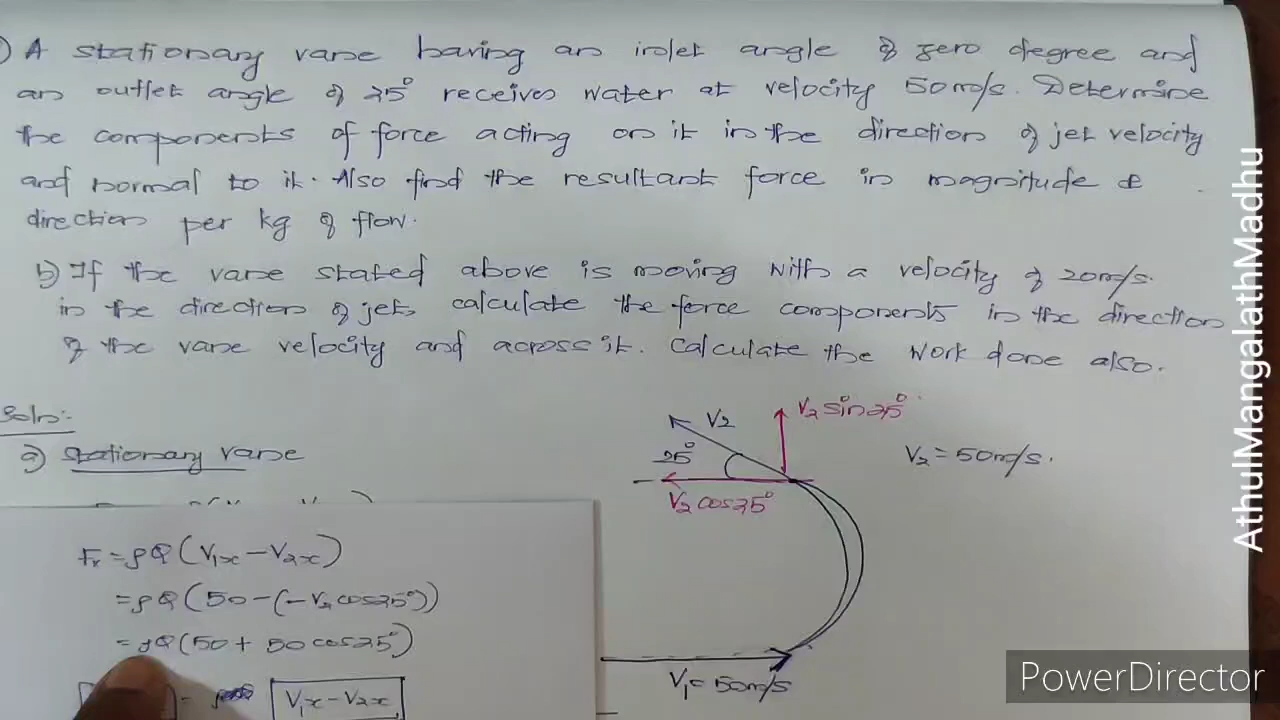 ) A stationary vane having an inlet angle of zero degree and
an outlet angle of 25° receives water at velocity 50m/s. Determine
the components of force acting on it in the direction of jet velocity
and normal to it. Also find the resultant force in magnitude &
direction per kg of flow.
b) If the vane stated above is moving with a velocity of 20m/s.
in the direction of jet, calculate the force components in the direction
of the vane velocity and across it. Calculate the work done also.
Soln:-
a) Stationary vane
Fx = ρQ(V1x - V2x)
= ρQ(50 - (-V2 cos25°))
= ρQ(50 + 50 cos25°)
V1x - V2x
V2
V2 sin25°
25°
V2 cos25°
V2 = 50m/s.
V1 = 50m/s
AthulMangalathMadhu
PowerDirector